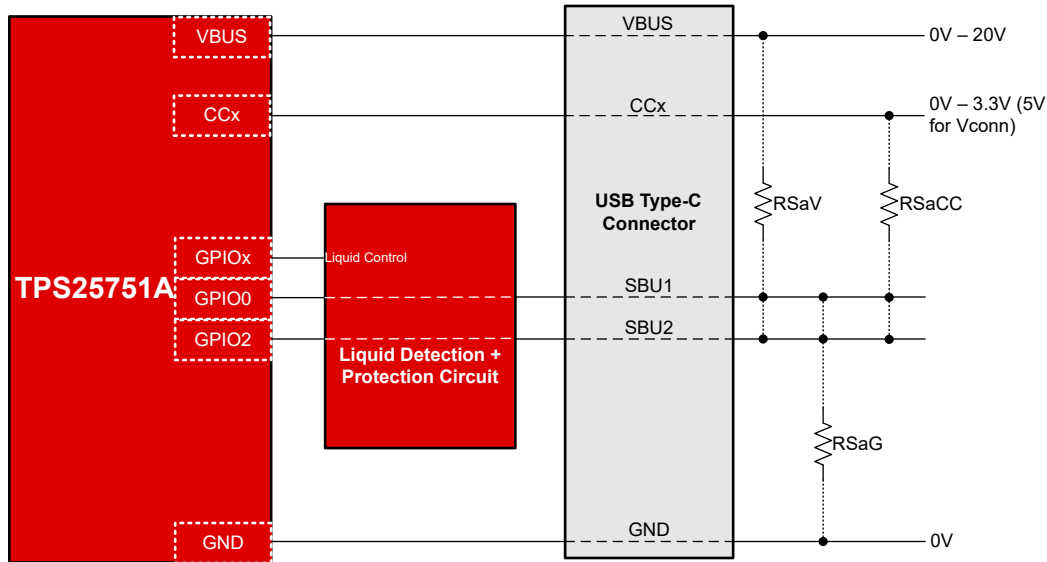 VBUS
VBUS
0V – 20V
CCx
CCx
0V – 3.3V (5V
for Vconn)
USB Type-C
Connector
RSaV
RSaCC
GPIOx
Liquid Control
TPS25751A
GPIO0
SBU1
GPIO2
SBU2
Liquid Detection +
Protection Circuit
RSaG
GND
GND
0V